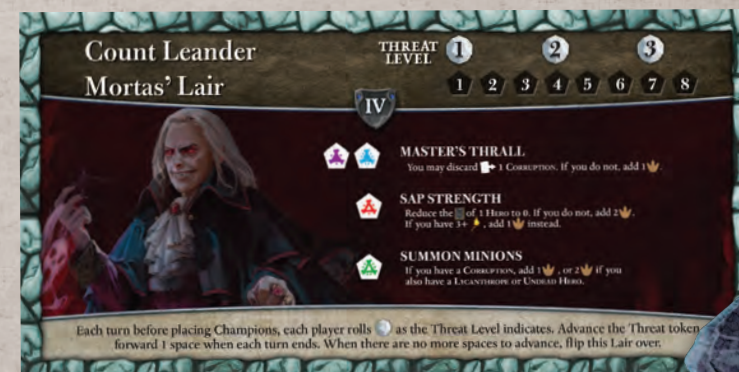 Count Leander
Mortas' Lair
THREAT
LEVEL
1 2 3
1 2 3 4 5 6 7 8
IV
MASTER'S THRALL
You may discard 1 Corruption. If you do not, add 1.
SAP STRENGTH
Reduce the of 1 Hero to 0. If you do not, add 2.
If you have 3+ , add 1 instead.
SUMMON MINIONS
If you have a Corruption, add 1 , or 2 if you
also have a Lycanthrope or Undead Hero.
Each turn before placing Champions, each player rolls as the Threat Level indicates. Advance the Threat token
forward 1 space when each turn ends. When there are no more spaces to advance, flip this Lair over.